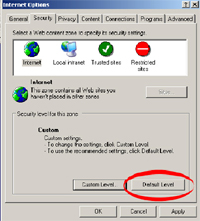 Internet Options
General Security Privacy Content Connections Programs Advanced
Select a Web content zone to specify its security settings.
Internet Local intranet Trusted sites Restricted sites
Internet
This zone contains all Web sites you haven't placed in other zones
Security level for this zone
Custom
Custom settings.
- To change the settings, click Custom Level.
- To use the recommended settings, click Default Level.
Custom Level... Default Level
OK Cancel Apply